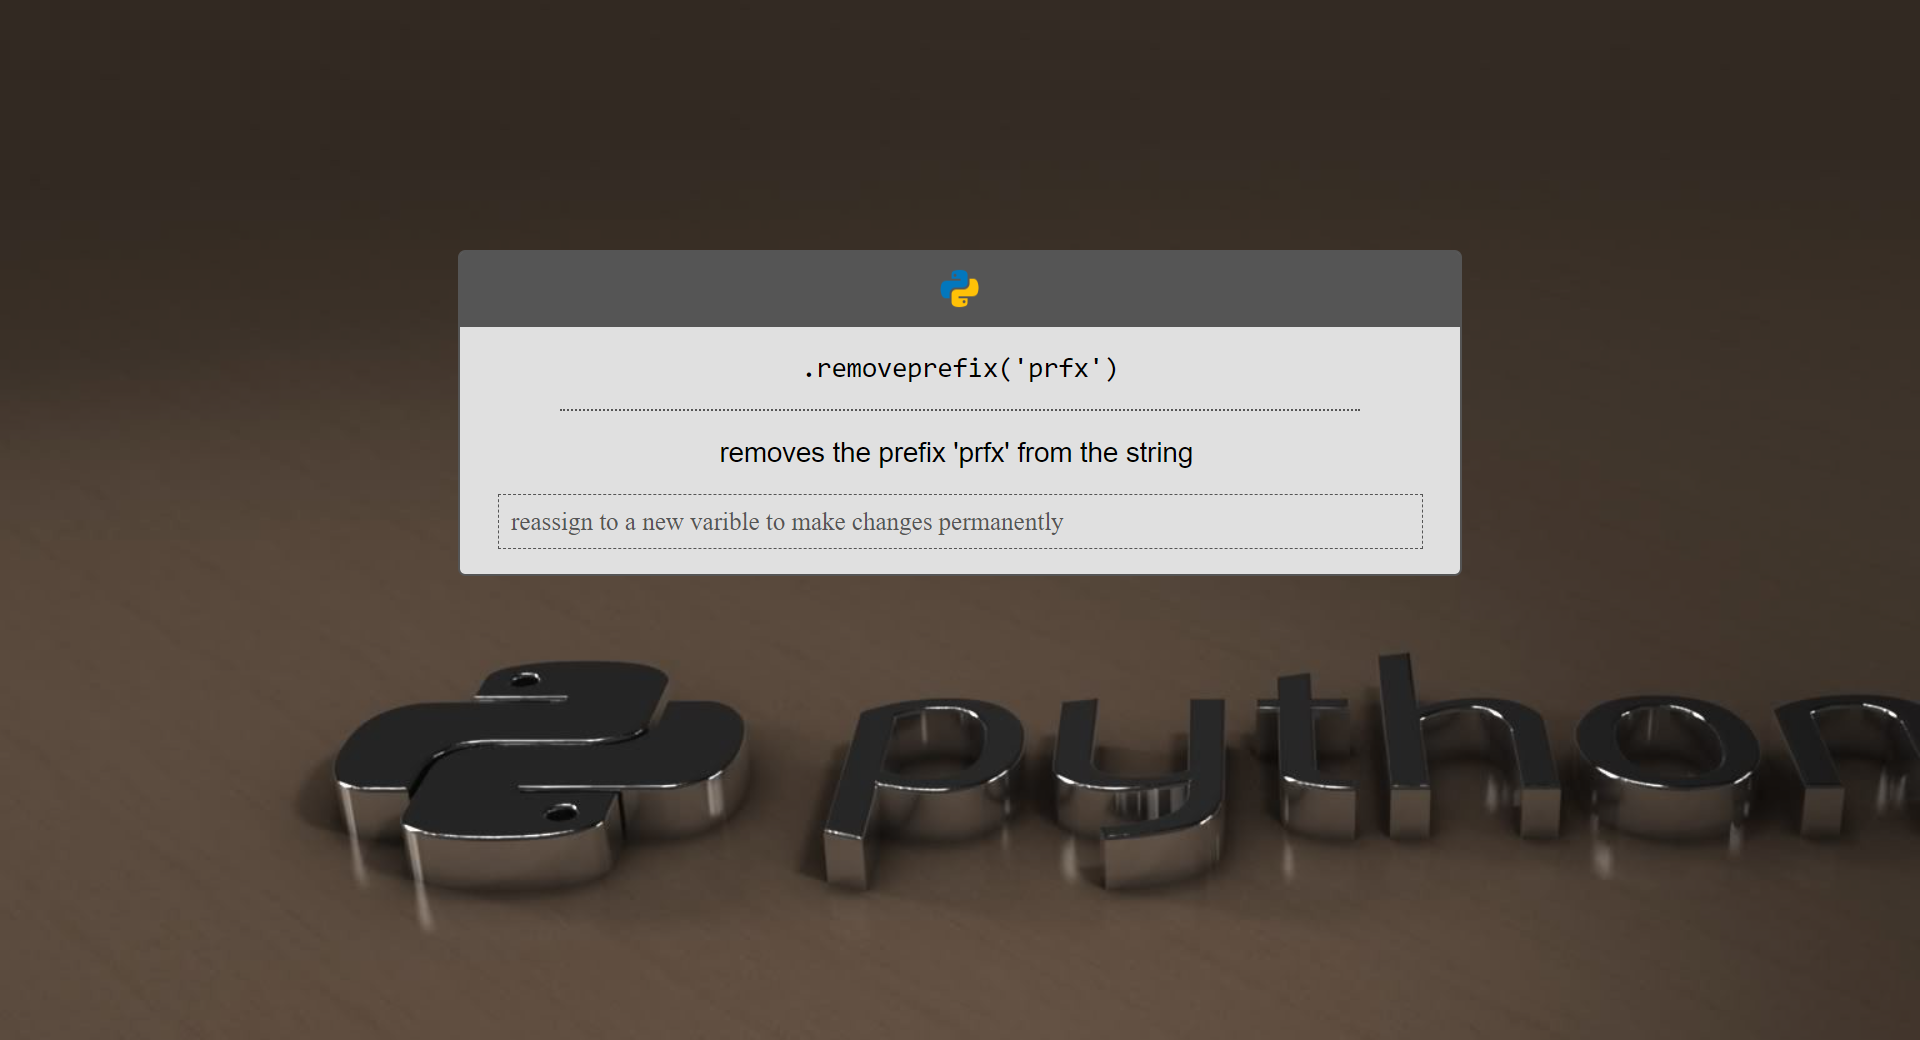 .removeprefix('prfx')
removes the prefix 'prfx' from the string
reassign to a new varible to make changes permanently
python